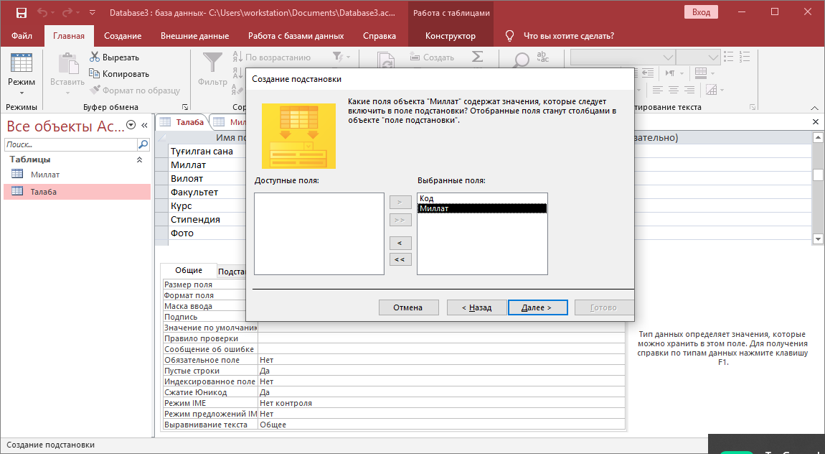 Database3 : база данных- C:\Users\workstation\Documents\Database3.ac...
Работа с таблицами
Вход
Файл
Главная
Создание
Внешние данные
Работа с базами данных
Справка
Конструктор
Что вы хотите сделать?
Режим
Режимы
Вставить
Вырезать
Копировать
Формат по образцу
Буфер обмена
Фильтр
По возрастанию
Создать
тирование текста
Все объекты Ac...
Поиск...
Таблицы
Миллат
Талаба
Талаба
Имя по
вательно)
Туғилган сана
Миллат
Вилоят
Факультет
Курс
Стипендия
Фото
Создание подстановки
Какие поля объекта "Миллат" содержат значения, которые следует
включить в поле подстановки? Отобранные поля станут столбцами в
объекте "поле подстановки".
Доступные поля:
Выбранные поля:
Код
Миллат
>
>>
<
<<
Отмена
< Назад
Далее >
Готово
Общие
Подста
Размер поля
Формат поля
Маска ввода
Подпись
Значение по умолчанию
Правило проверки
Сообщение об ошибке
Обязательное поле Нет
Пустые строки Да
Индексированное поле Нет
Сжатие Юникод Да
Режим IME Нет контроля
Режим предложений IM Нет
Выравнивание текста Общее
Тип данных определяет значения, которые
можно хранить в этом поле. Для получения
справки по типам данных нажмите клавишу
F1.
Создание подстановки